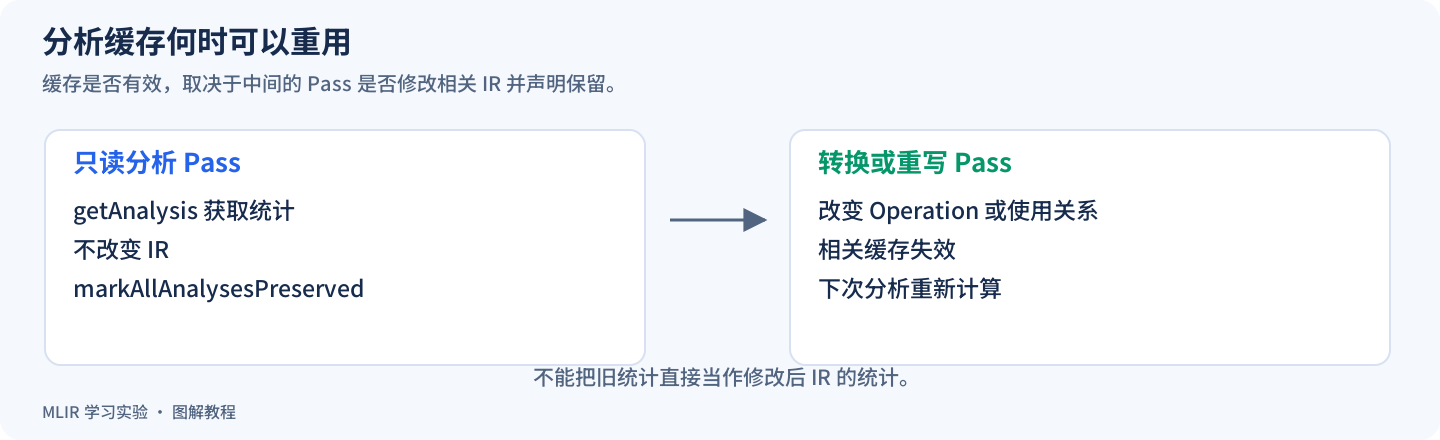 分析缓存何时可以重用
缓存是否有效，取决于中间的 Pass 是否修改相关 IR 并声明保留。
只读分析 Pass
getAnalysis 获取统计
不改变 IR
markAllAnalysesPreserved
转换或重写 Pass
改变 Operation 或使用关系
相关缓存失效
下次分析重新计算
不能把旧统计直接当作修改后 IR 的统计。
MLIR 学习实验 · 图解教程